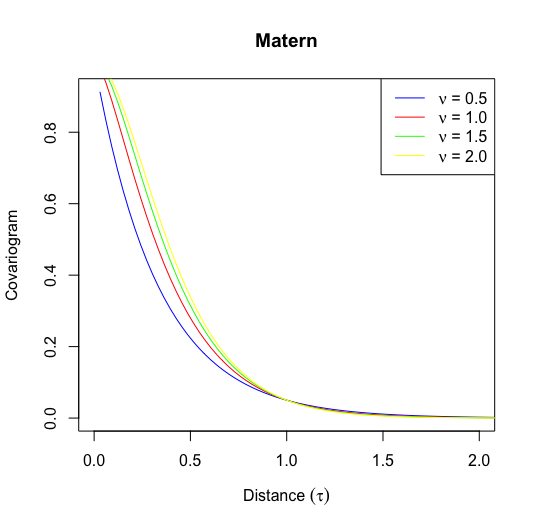 Matern
ν = 0.5
ν = 1.0
ν = 1.5
ν = 2.0
0.8
0.6
0.4
0.2
0.0
Covariogram
0.0 0.5 1.0 1.5 2.0
Distance (τ)